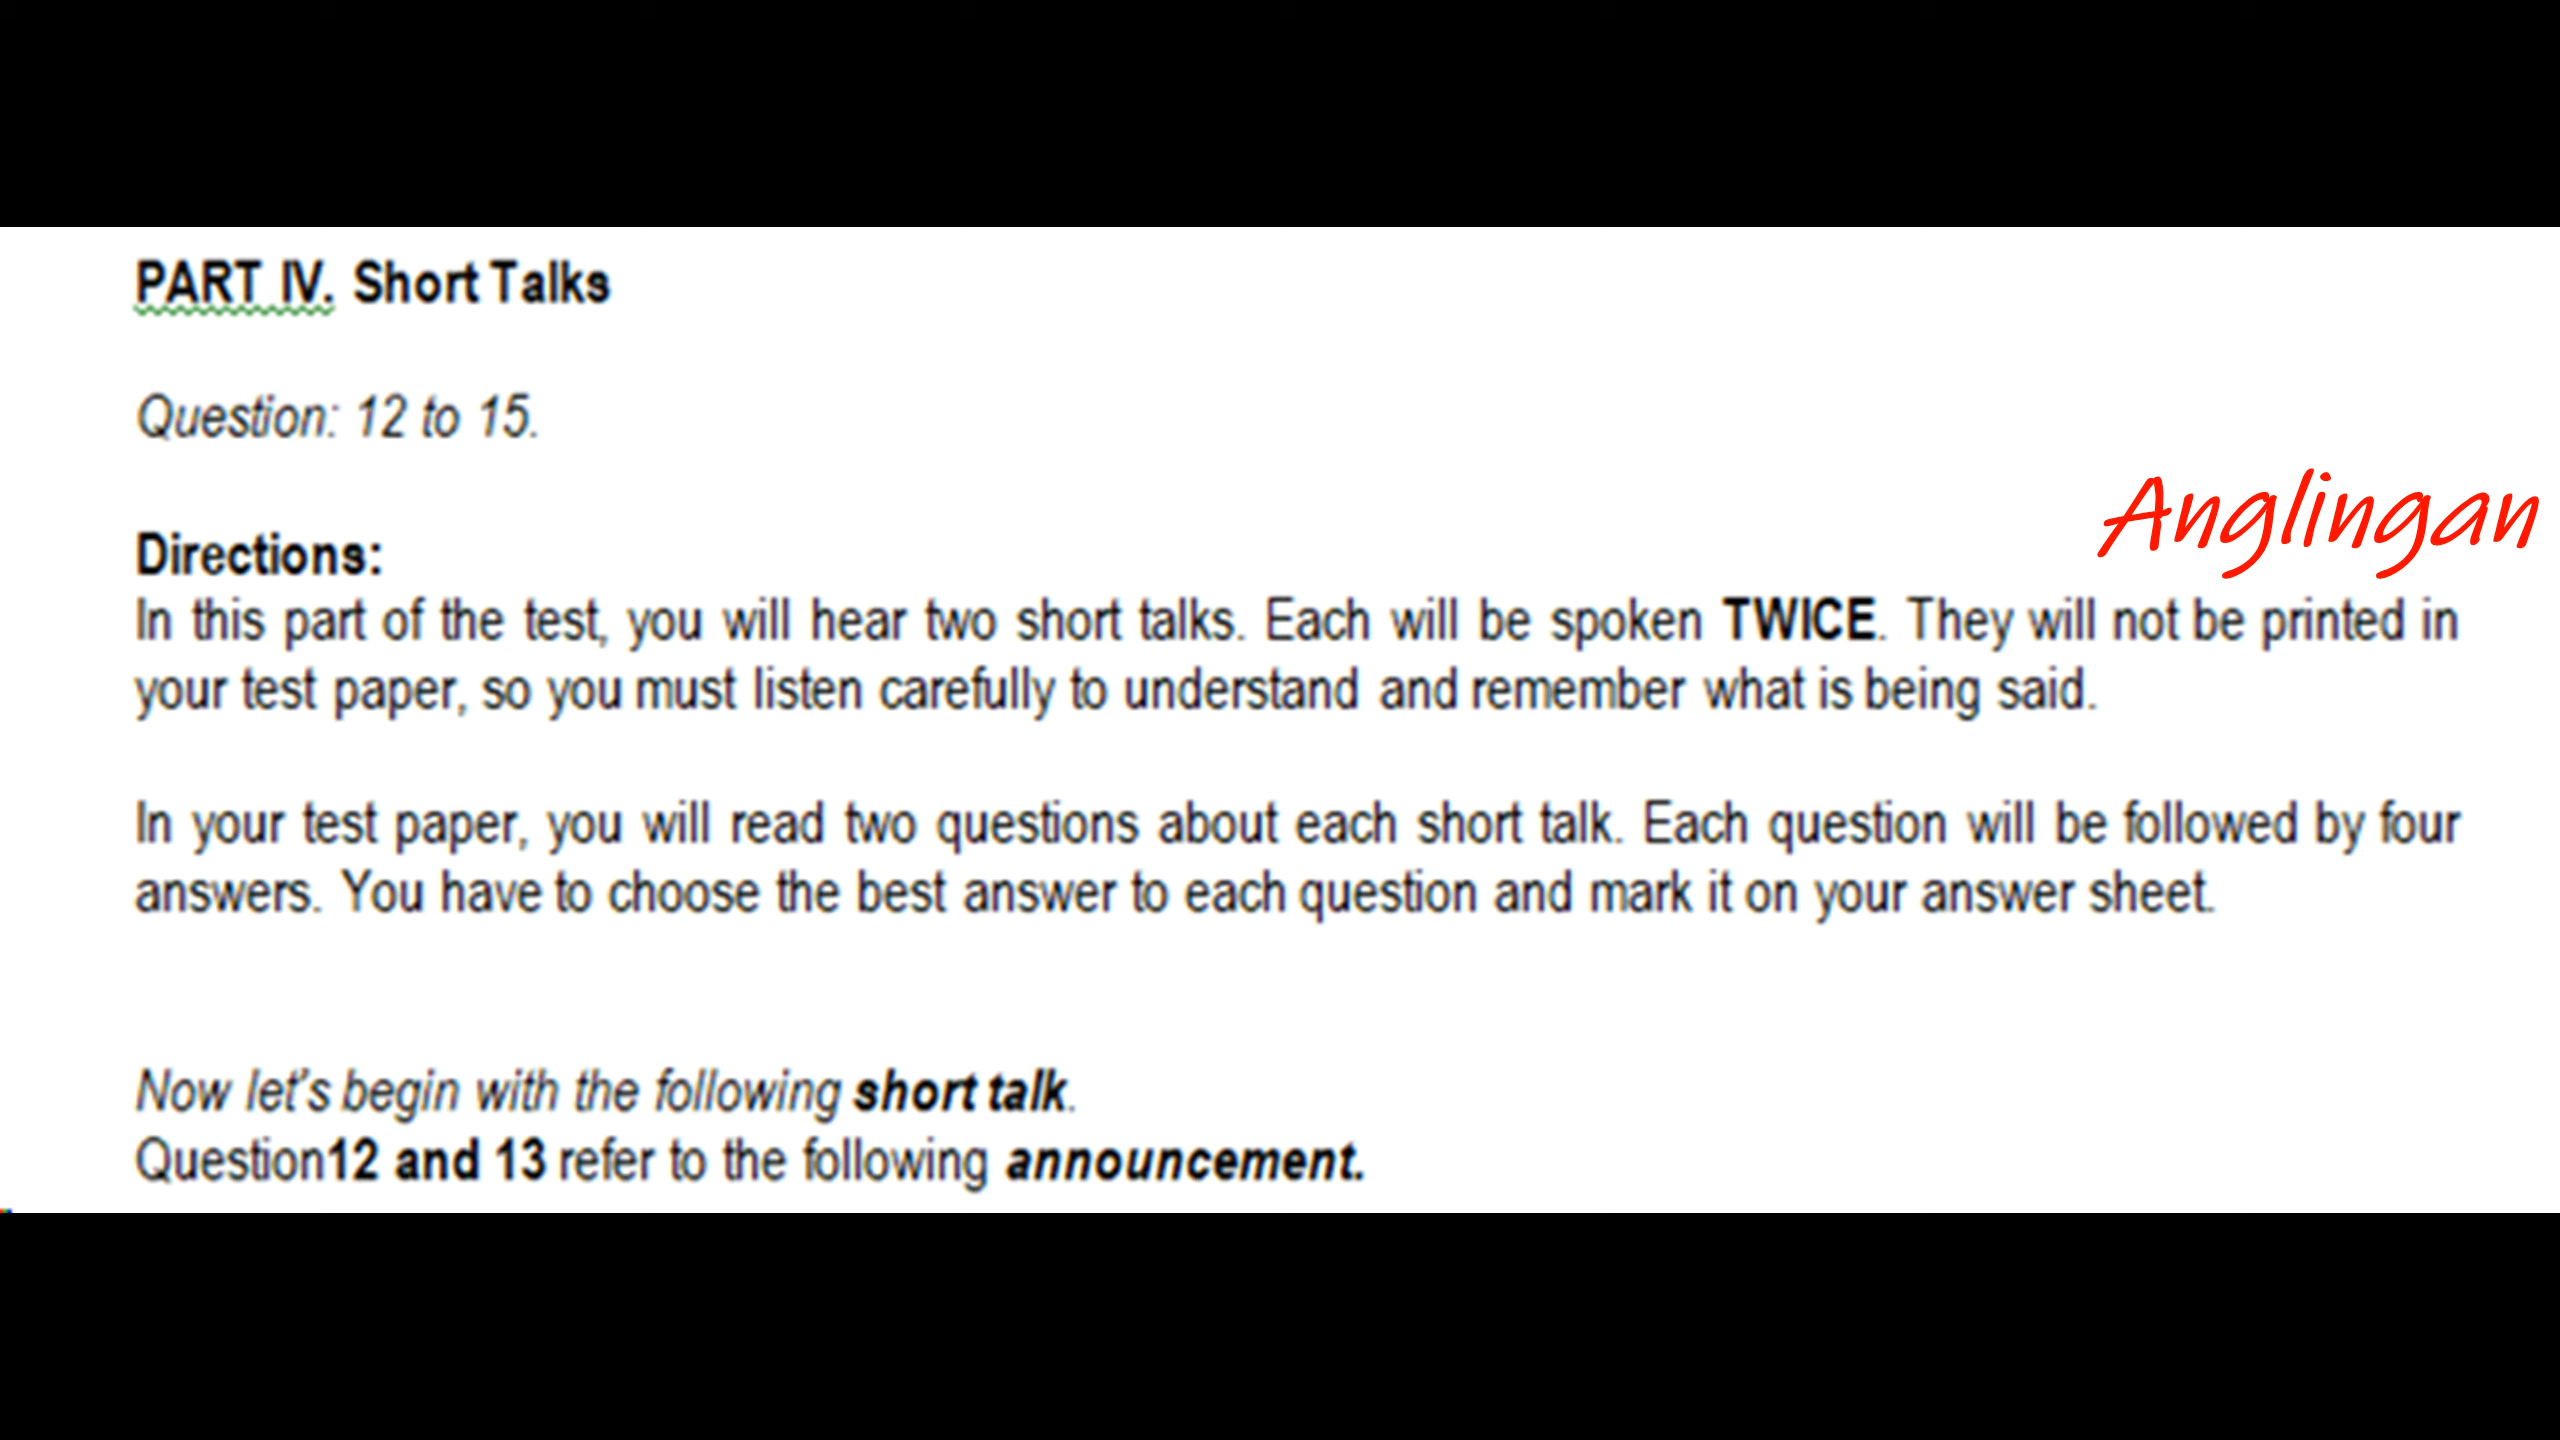 PART IV. Short Talks
Question: 12 to 15.
Anglingan
Directions:
In this part of the test, you will hear two short talks. Each will be spoken TWICE. They will not be printed in
your test paper, so you must listen carefully to understand and remember what is being said.
In your test paper, you will read two questions about each short talk. Each question will be followed by four
answers. You have to choose the best answer to each question and mark it on your answer sheet.
Now let's begin with the following short talk.
Question12 and 13 refer to the following announcement.